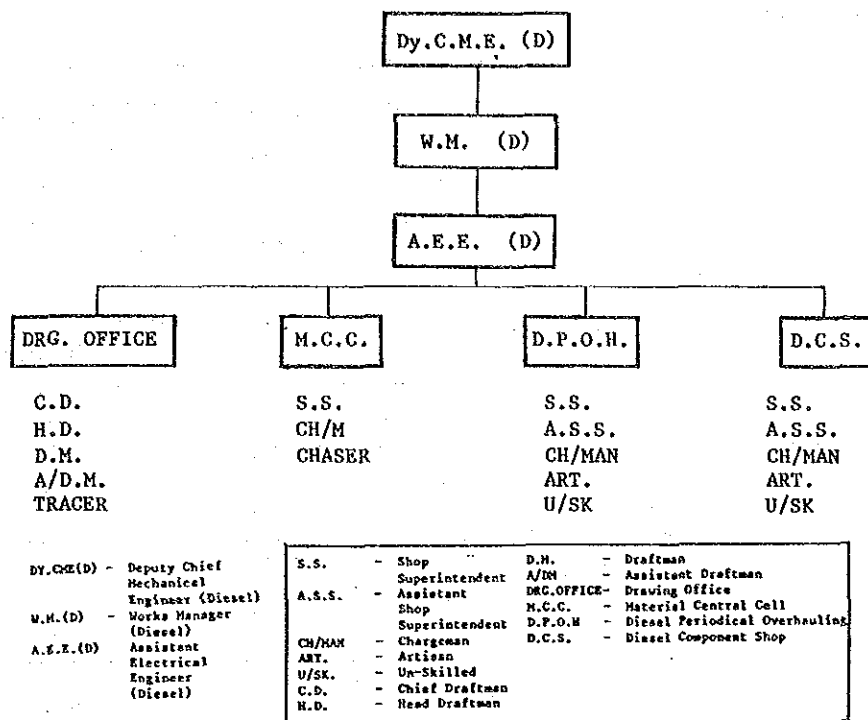 Dy.C.M.E. (D)
W.M. (D)
A.E.E. (D)
DRG. OFFICE
M.C.C.
D.P.O.H.
D.C.S.
C.D.
H.D.
D.M.
A/D.M.
TRACER
S.S.
CH/M
CHASER
S.S.
A.S.S.
CH/MAN
ART.
U/SK
S.S.
A.S.S.
CH/MAN
ART.
U/SK
DY.CME(D) - Deputy Chief
Mechanical
Engineer (Diesel)
W.M.(D) - Works Manager
(Diesel)
A.E.E.(D) Assistant
Electrical
Engineer
(Diesel)
S.S. - Shop
Superintendent
A.S.S. - Assistant
Shop
Superintendent
CH/MAN - Chargeman
ART. - Artisan
U/SK. - Un-Skilled
C.D. - Chief Draftman
H.D. - Head Draftman
D.M. - Draftman
A/DM - Assistant Draftman
DRG.OFFICE- Drawing Office
M.C.C. - Material Central Cell
D.P.O.H - Diesel Periodical Overhauling
D.C.S. - Diesel Component Shop